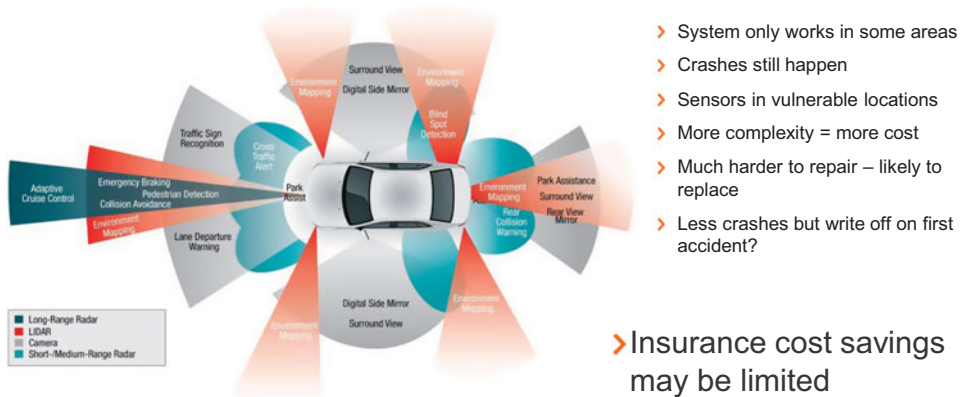 Environment
Mapping
Surround View
Digital Side Mirror
Environment
Mapping
Blind
Spot
Detection
Traffic Sign
Recognition
Cross
Traffic
Alert
Adaptive
Cruise Control
Emergency Braking
Pedestrian Detection
Collision Avoidance
Environment
Mapping
Park
Assist
Lane Departure
Warning
Environment
Mapping
Park Assistance
Surround View
Rear View
Mirror
Rear
Collision
Warning
Environment
Mapping
Digital Side Mirror
Surround View
Environment
Mapping
Long-Range Radar
LIDAR
Camera
Short-/Medium-Range Radar
System only works in some areas
Crashes still happen
Sensors in vulnerable locations
More complexity = more cost
Much harder to repair – likely to
replace
Less crashes but write off on first
accident?
Insurance cost savings
may be limited